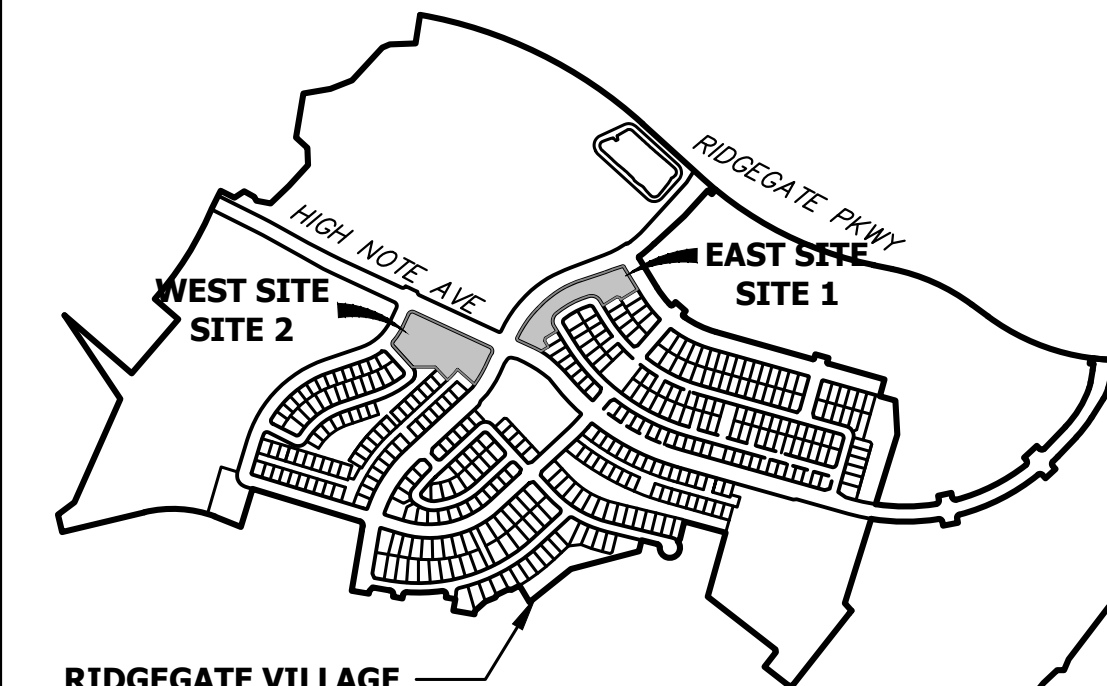 RIDGEGATE PKWY
HIGH NOTE AVE
EAST SITE
SITE 1
WEST SITE
SITE 2
RIDGEGATE VILLAGE